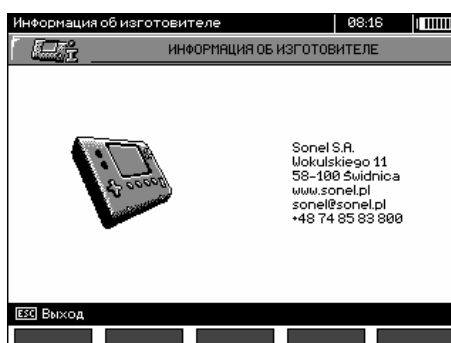 Информация об изготовителе 08:16
ИНФОРМАЦИЯ ОБ ИЗГОТОВИТЕЛЕ
Sonel S.A.
Wokulskiego 11
58-100 Świdnica
www.sonel.pl
sonel@sonel.pl
+48 74 85 83 800
ESC Выход